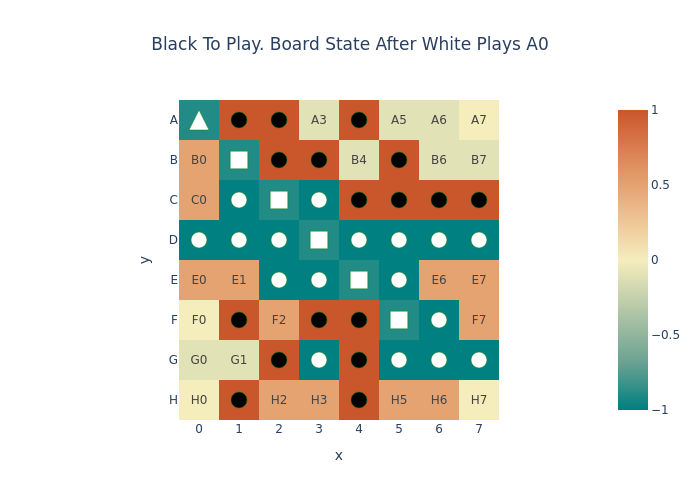 Black To Play. Board State After White Plays A0
A A3 A5 A6 A7 1
B B0 B4 B6 B7
C C0 0.5
D
y 0
E E0 E1 E6 E7
F F0 F2 F7 −0.5
G G0 G1
H H0 H2 H3 H5 H6 H7 −1
0 1 2 3 4 5 6 7
x